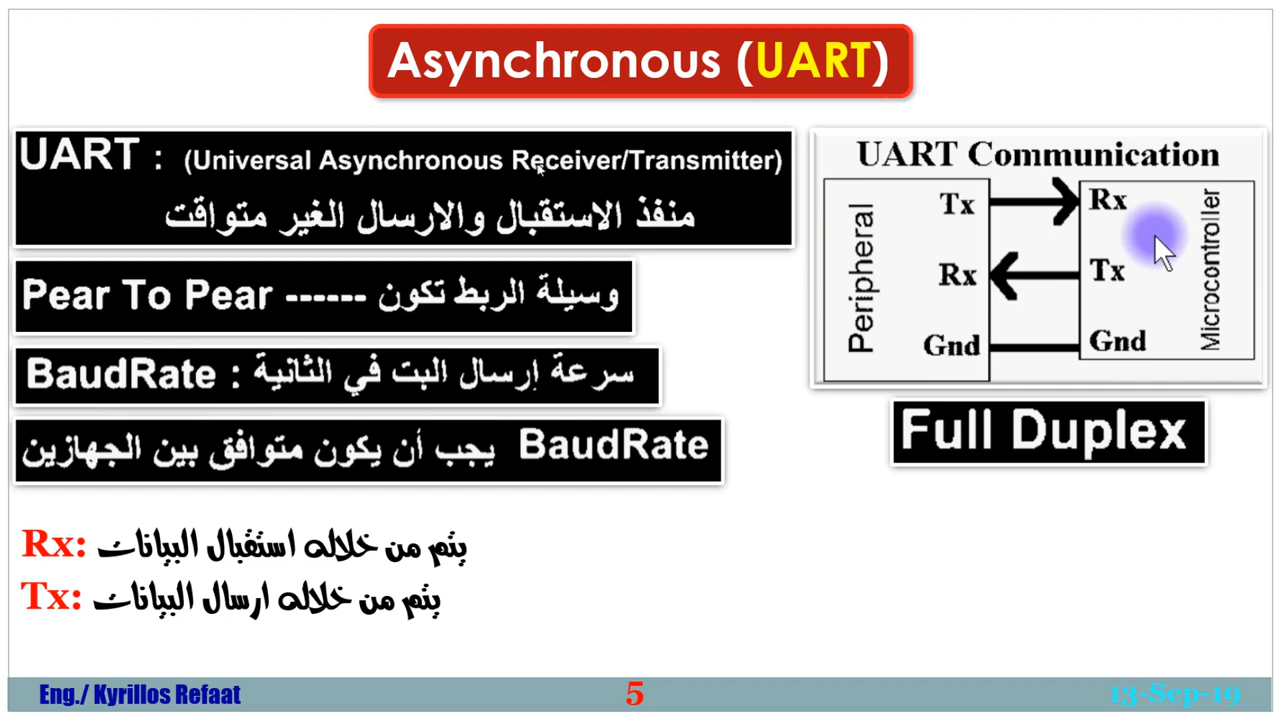 Asynchronous (UART)
UART : (Universal Asynchronous Receiver/Transmitter)
منفذ الاستقبال والارسال الغير متواقت
Pear To Pear ------ وسيلة الربط تكون
BaudRate : سرعة إرسال البت في الثانية
يجب أن يكون متوافق بين الجهازين BaudRate
Rx: يتم من خلاله استقبال البيانات
Tx: يتم من خلاله ارسال البيانات
UART Communication
Peripheral
Tx
Rx
Gnd
Rx
Tx
Gnd
Microcontroller
Full Duplex
Eng./ Kyrillos Refaat
5
13-Sep-19